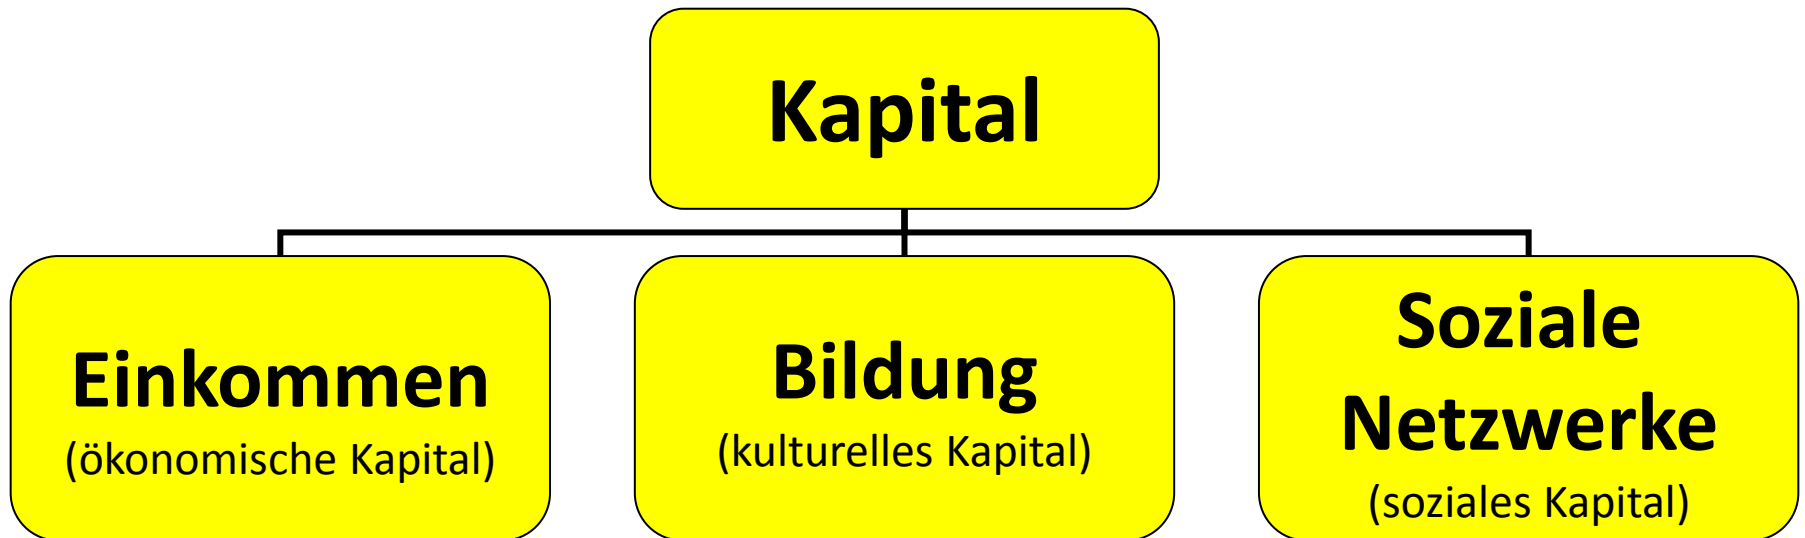 Kapital
Einkommen
(ökonomische Kapital)
Bildung
(kulturelles Kapital)
Soziale
Netzwerke
(soziales Kapital)